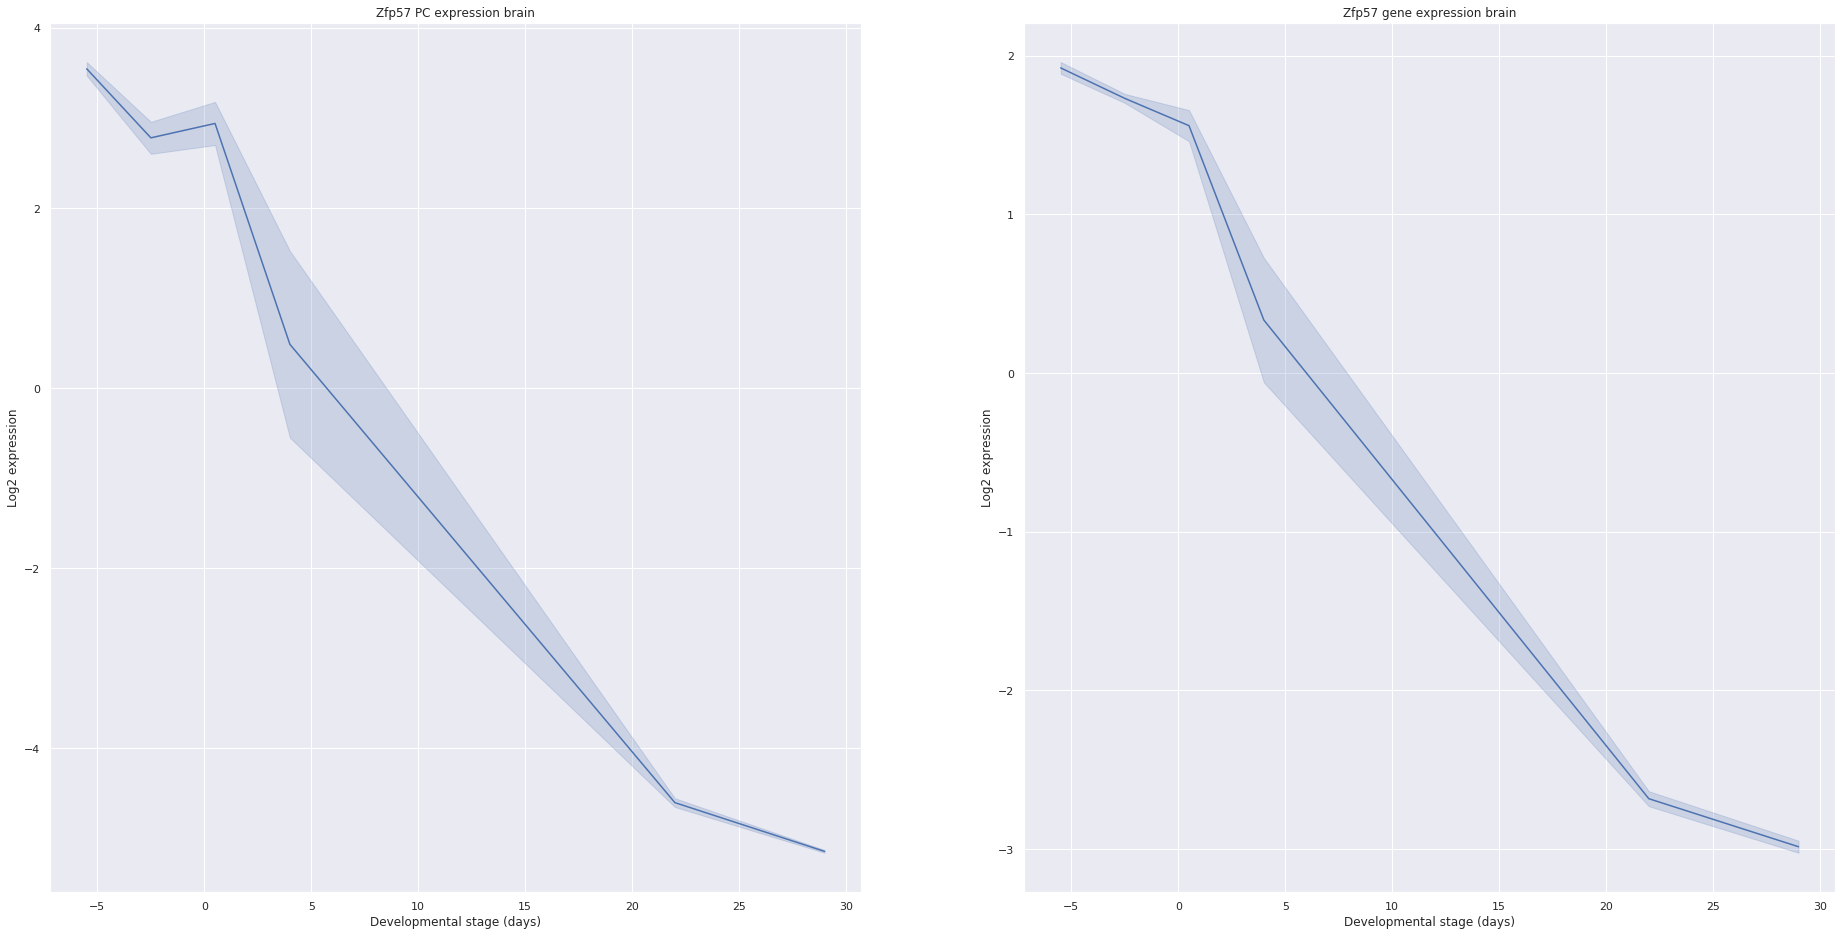 Zfp57 PC expression brain
4
2
0
−2
−4
Log2 expression
−5 0 5 10 15 20 25 30
Developmental stage (days)
Zfp57 gene expression brain
2
1
0
−1
−2
−3
Log2 expression
−5 0 5 10 15 20 25 30
Developmental stage (days)